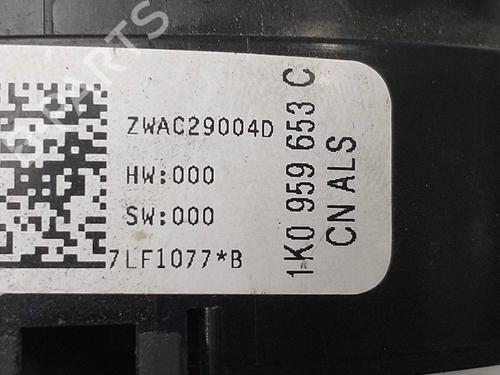 ZWAC29004D
HW:000
SW:000
7LF1077*B
1K0 959 653 C
CN ALS